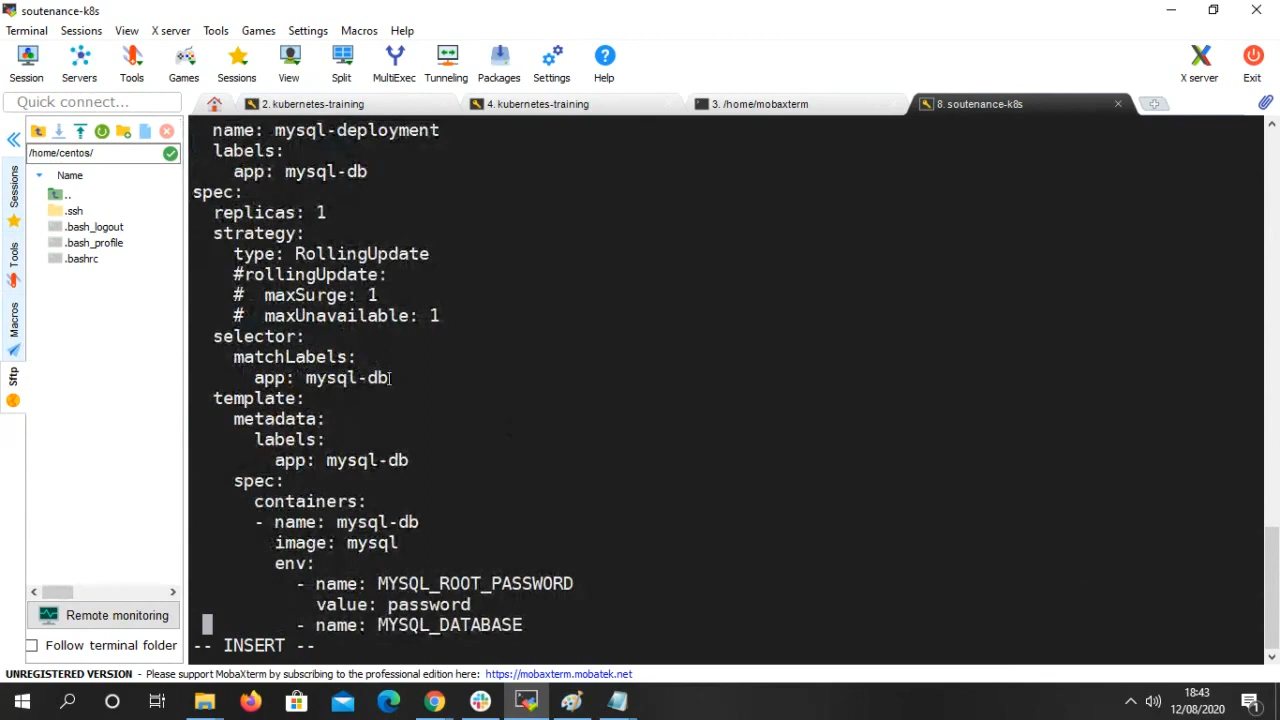 soutenance-k8s
Terminal Sessions View X server Tools Games Settings Macros Help
Session Servers Tools Games Sessions View Split MultiExec Tunneling Packages Settings Help X server Exit
Quick connect... 2. kubernetes-training 4. kubernetes-training 3. /home/mobaxterm 8. soutenance-k8s
/home/centos/
Name
..
.ssh
.bash_logout
.bash_profile
.bashrc
Sessions
Tools
Macros
Sftp
Remote monitoring
Follow terminal folder
name: mysql-deployment
labels:
app: mysql-db
spec:
replicas: 1
strategy:
type: RollingUpdate
#rollingUpdate:
# maxSurge: 1
# maxUnavailable: 1
selector:
matchLabels:
app: mysql-db
template:
metadata:
labels:
app: mysql-db
spec:
containers:
- name: mysql-db
image: mysql
env:
- name: MYSQL_ROOT_PASSWORD
value: password
- name: MYSQL_DATABASE
-- INSERT --
UNREGISTERED VERSION - Please support MobaXterm by subscribing to the professional edition here: https://mobaxterm.mobatek.net
18:43
12/08/2020
1